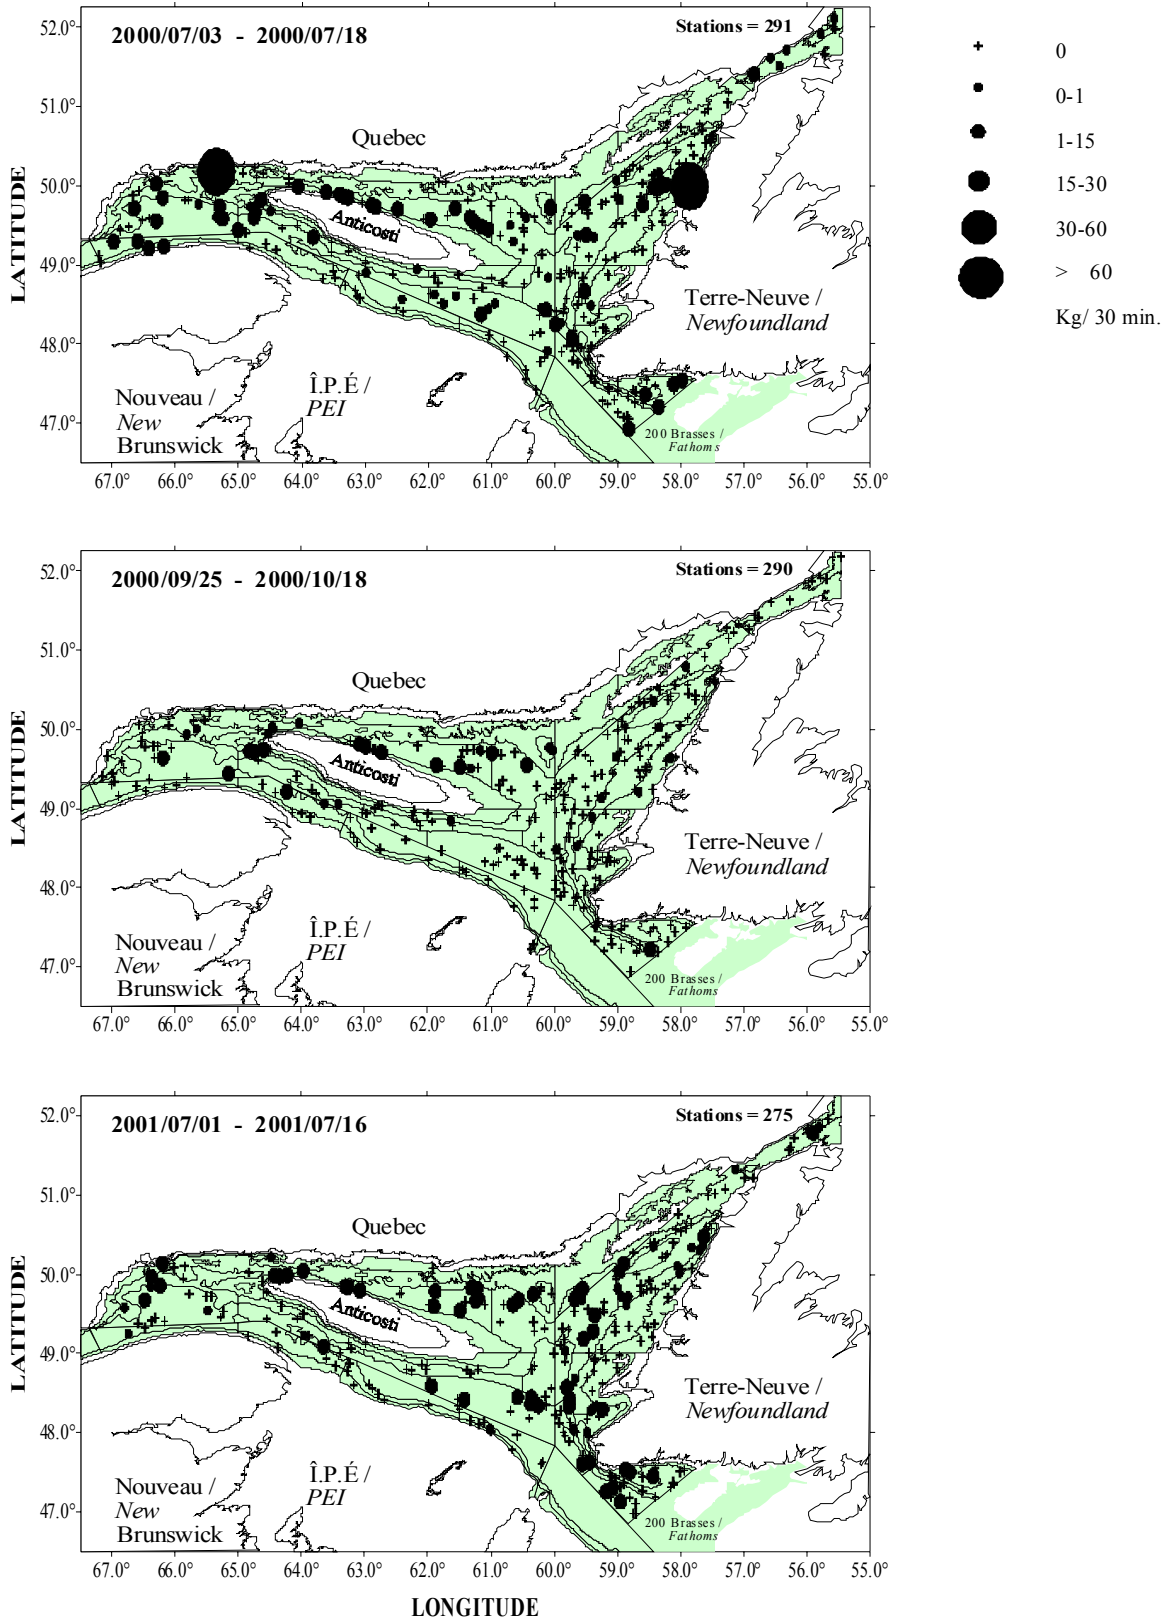 2000/07/03 - 2000/07/18
Stations = 291
52.0°
51.0°
50.0°
49.0°
48.0°
47.0°
LATITUDE
Quebec
Anticosti
Terre-Neuve /
Newfoundland
Nouveau /
New
Brunswick
Î.P.É /
PEI
200 Brasses /
Fathoms
67.0° 66.0° 65.0° 64.0° 63.0° 62.0° 61.0° 60.0° 59.0° 58.0° 57.0° 56.0° 55.0°
0
0-1
1-15
15-30
30-60
> 60
Kg/ 30 min.
2000/09/25 - 2000/10/18
Stations = 290
52.0°
51.0°
50.0°
49.0°
48.0°
47.0°
LATITUDE
Quebec
Anticosti
Terre-Neuve /
Newfoundland
Nouveau /
New
Brunswick
Î.P.É /
PEI
200 Brasses /
Fathoms
67.0° 66.0° 65.0° 64.0° 63.0° 62.0° 61.0° 60.0° 59.0° 58.0° 57.0° 56.0° 55.0°
2001/07/01 - 2001/07/16
Stations = 275
52.0°
51.0°
50.0°
49.0°
48.0°
47.0°
LATITUDE
Quebec
Anticosti
Terre-Neuve /
Newfoundland
Nouveau /
New
Brunswick
Î.P.É /
PEI
200 Brasses /
Fathoms
67.0° 66.0° 65.0° 64.0° 63.0° 62.0° 61.0° 60.0° 59.0° 58.0° 57.0° 56.0° 55.0°
LONGITUDE